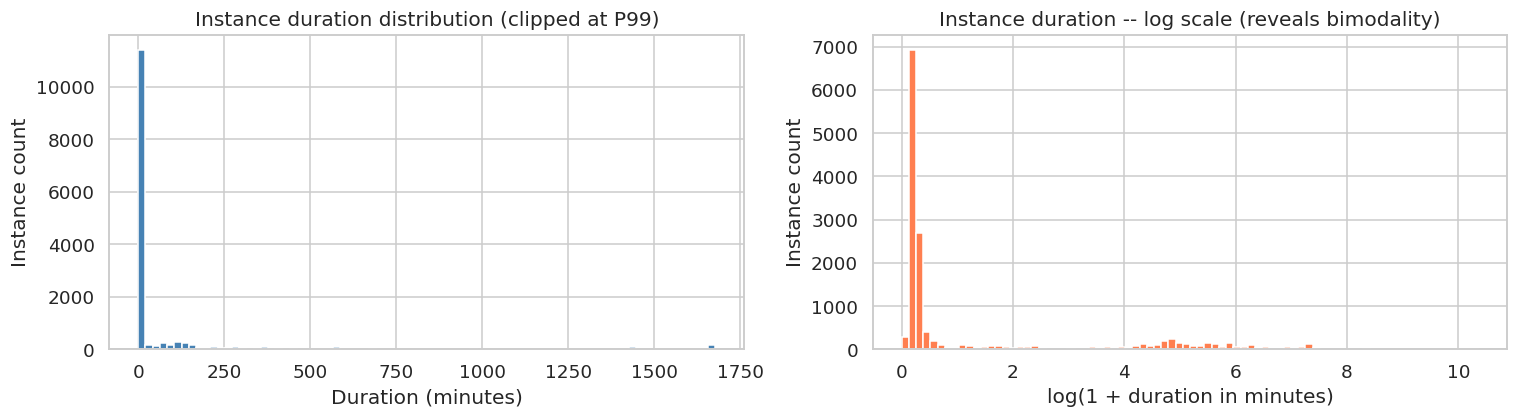 Instance duration distribution (clipped at P99)
Instance count
10000
8000
6000
4000
2000
0
0 250 500 750 1000 1250 1500 1750
Duration (minutes)
Instance duration -- log scale (reveals bimodality)
Instance count
7000
6000
5000
4000
3000
2000
1000
0
0 2 4 6 8 10
log(1 + duration in minutes)